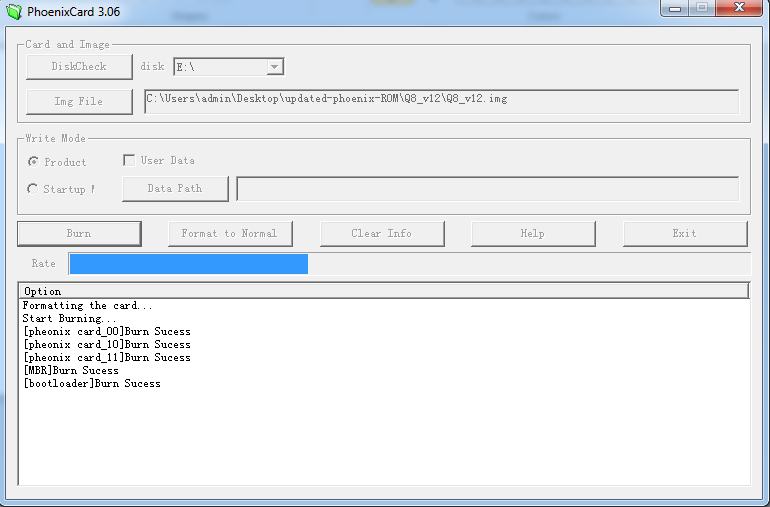 PhoenixCard 3.06
Card and Image
DiskCheck disk E:\
Img File C:\Users\admin\Desktop\updated-phoenix-ROM\Q8_v12\Q8_v12.img
Write Mode
Product User Data
Startup Data Path
Burn Format to Normal Clear Info Help Exit
Rate
Option
Formatting the card...
Start Burning...
[pheonix card_00]Burn Sucess
[pheonix card_10]Burn Sucess
[pheonix card_11]Burn Sucess
[MBR]Burn Sucess
[bootloader]Burn Sucess